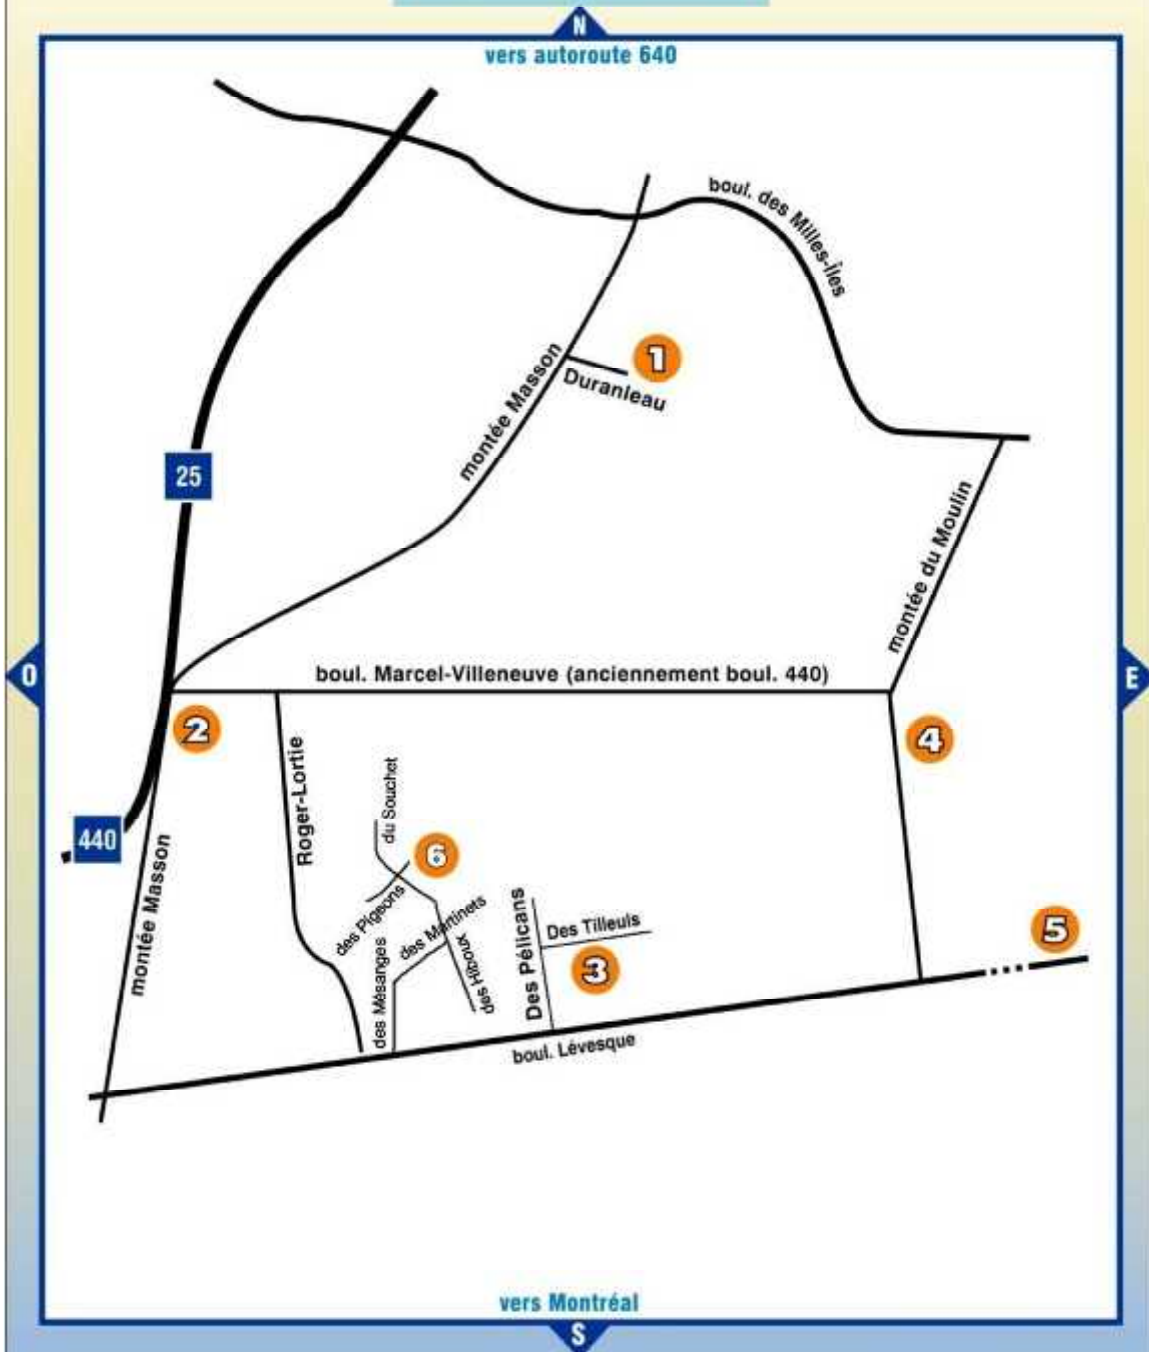 N
vers autoroute 640
boul. des Milles-Îles
1
montée Masson
Duranleau
25
montée du Moulin
O
boul. Marcel-Villeneuve (anciennement boul. 440)
E
2
4
Roger-Lortie
du Souchet
440
6
montée Masson
des Pigeons
des Martinets
des Mésanges
des Hiboux
Des Pélicans
Des Tilleuls
3
5
boul. Lévesque
vers Montréal
S